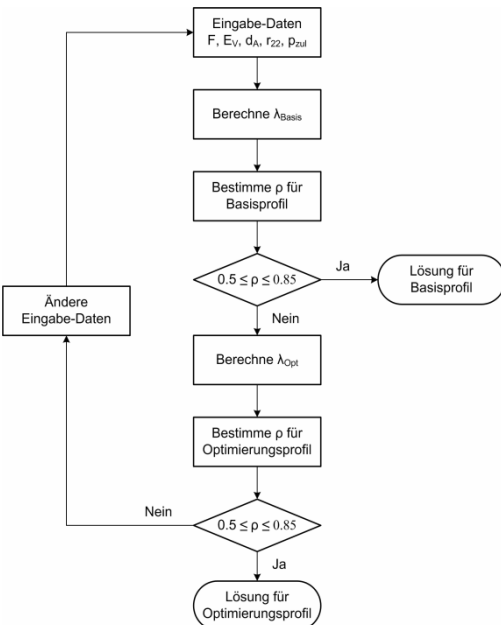 Eingabe-Daten
F, E_V, d_A, r_22, p_zul
Berechne λ_Basis
Bestimme ρ für
Basisprofil
0.5 ≤ ρ ≤ 0.85
Ja
Lösung für
Basisprofil
Nein
Ändere
Eingabe-Daten
Berechne λ_Opt
Bestimme ρ für
Optimierungsprofil
Nein
0.5 ≤ ρ ≤ 0.85
Ja
Lösung für
Optimierungsprofil